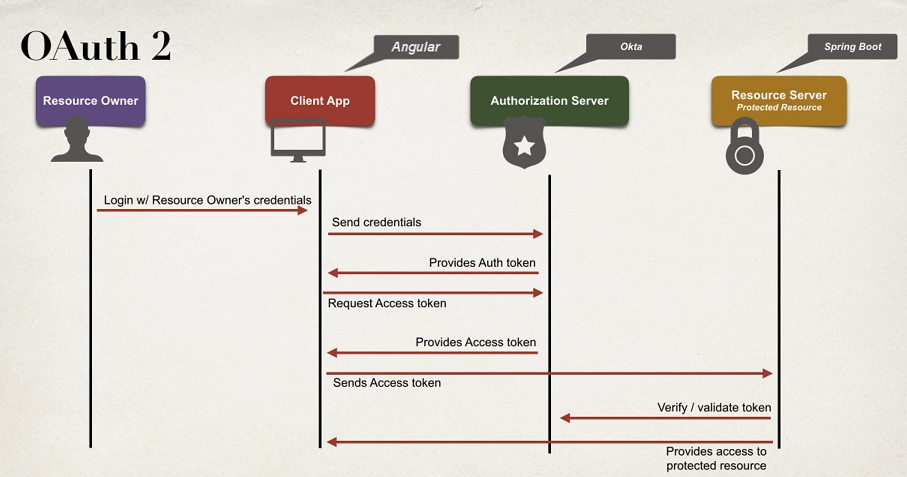 OAuth 2
Angular
Okta
Spring Boot
Resource Owner
Client App
Authorization Server
Resource Server
Protected Resource
Login w/ Resource Owner's credentials
Send credentials
Provides Auth token
Request Access token
Provides Access token
Sends Access token
Verify / validate token
Provides access to
protected resource